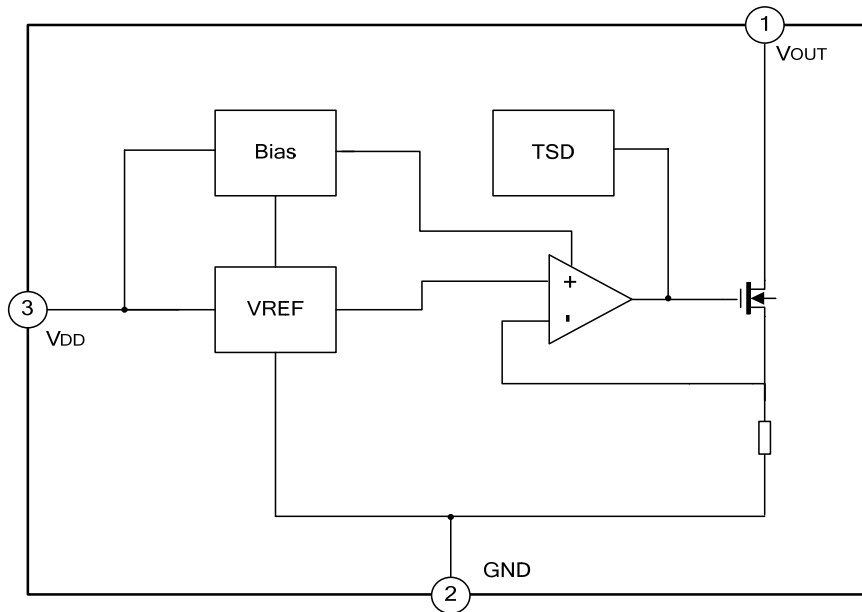 1
VOUT
Bias
TSD
+
-
VREF
3
VDD
GND
2